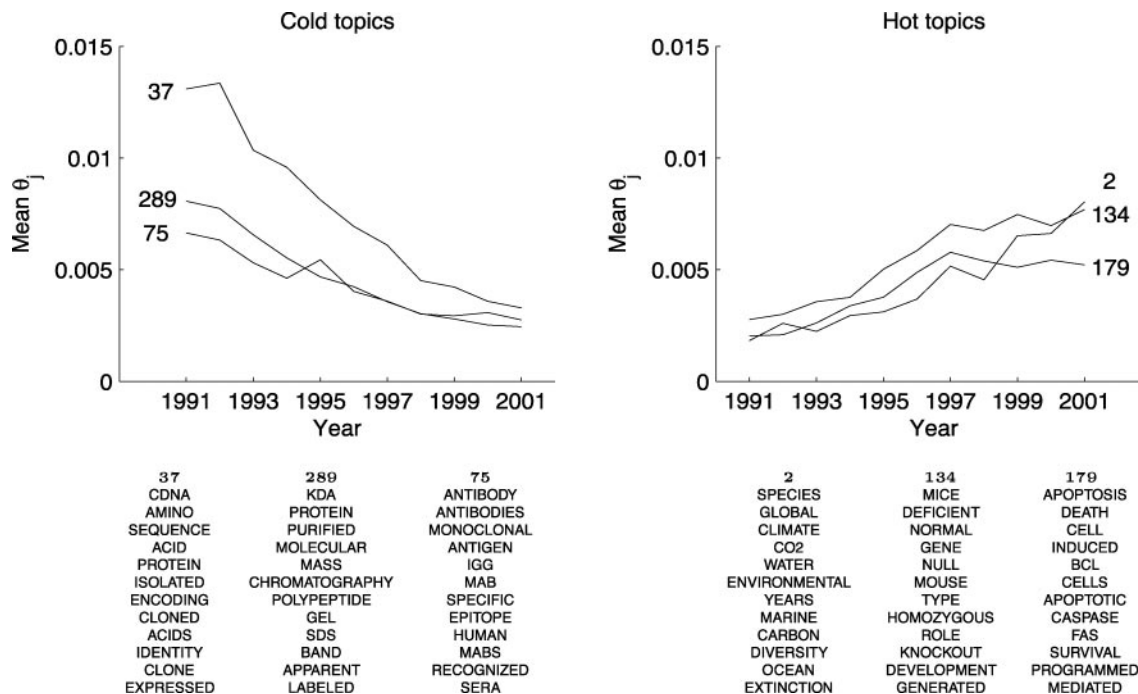 Cold topics
0.015
0.01
0.005
0
Mean θj
37
289
75
1991 1993 1995 1997 1999 2001
Year
37 289 75
CDNA KDA ANTIBODY
AMINO PROTEIN ANTIBODIES
SEQUENCE PURIFIED MONOCLONAL
ACID MOLECULAR ANTIGEN
PROTEIN MASS IGG
ISOLATED CHROMATOGRAPHY MAB
ENCODING POLYPEPTIDE SPECIFIC
CLONED GEL EPITOPE
ACIDS SDS HUMAN
IDENTITY BAND MABS
CLONE APPARENT RECOGNIZED
EXPRESSED LABELED SERA
Hot topics
0.015
0.01
0.005
0
Mean θj
2
134
179
1991 1993 1995 1997 1999 2001
Year
2 134 179
SPECIES MICE APOPTOSIS
GLOBAL DEFICIENT DEATH
CLIMATE NORMAL CELL
CO2 GENE INDUCED
WATER NULL BCL
ENVIRONMENTAL MOUSE CELLS
YEARS TYPE APOPTOTIC
MARINE HOMOZYGOUS CASPASE
CARBON ROLE FAS
DIVERSITY KNOCKOUT SURVIVAL
OCEAN DEVELOPMENT PROGRAMMED
EXTINCTION GENERATED MEDIATED